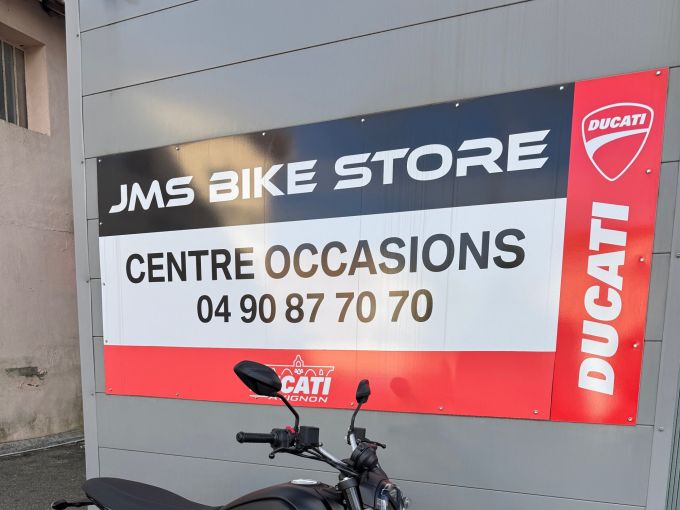 JMS BIKE STORE
CENTRE OCCASIONS
04 90 87 70 70
DUCATI
DUCATI